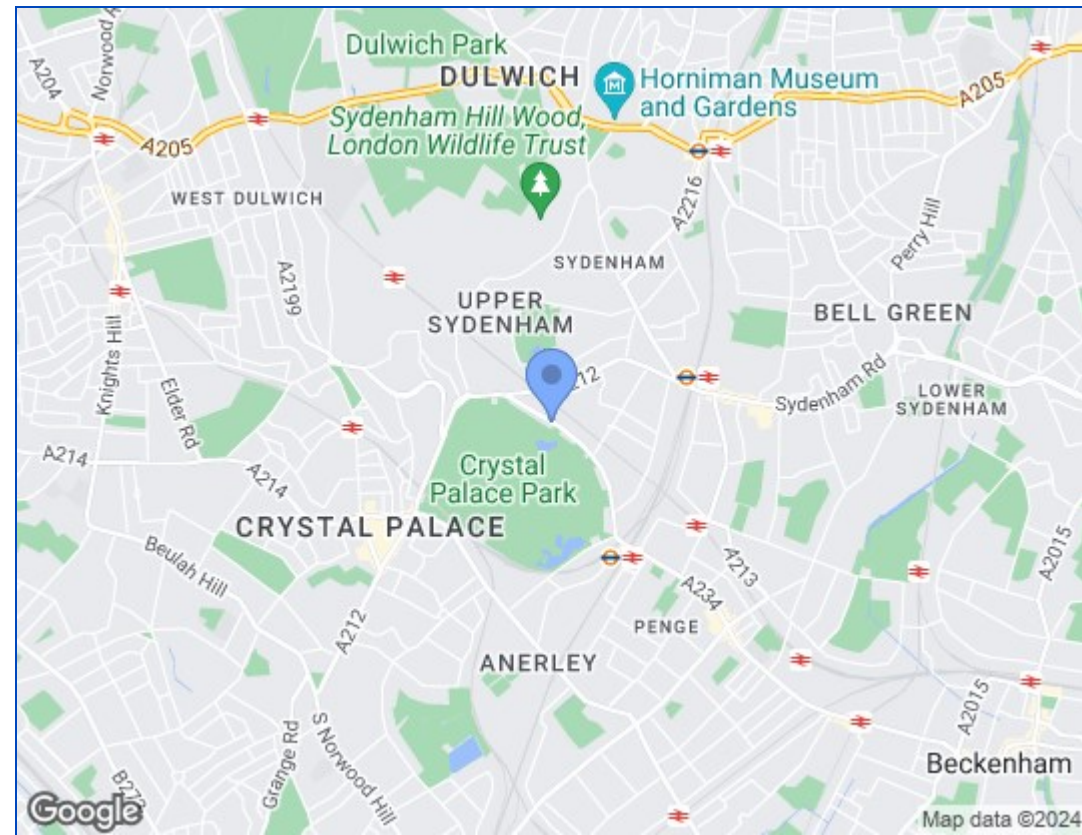 Norwood
A204
Dulwich Park
DULWICH
Horniman Museum
and Gardens
A205
Sydenham Hill Wood,
London Wildlife Trust
A205
WEST DULWICH
A2216
Perry Hill
SYDENHAM
A2199
UPPER
SYDENHAM
BELL GREEN
Knights Hill
Elder Rd
Sydenham Rd
LOWER
SYDENHAM
A214
A214
Crystal
Palace Park
CRYSTAL PALACE
Beulah Hill
A213
A2015
A234
A212
PENGE
ANERLEY
A2015
Grange Rd
S Norwood Hill
Beckenham
Google
Map data ©2024